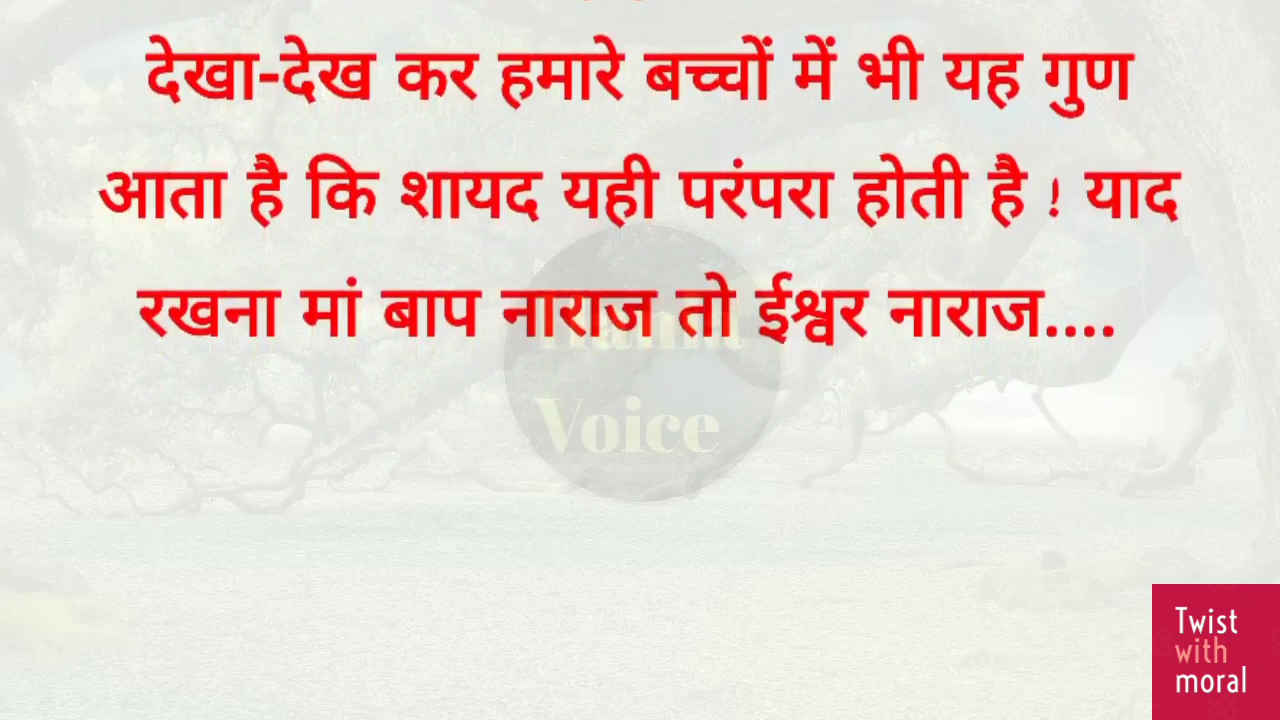 देखा-देख कर हमारे बच्चों में भी यह गुण
आता है कि शायद यही परंपरा होती है ! याद
रखना मां बाप नाराज तो ईश्वर नाराज....
Voice
Twist
with
moral